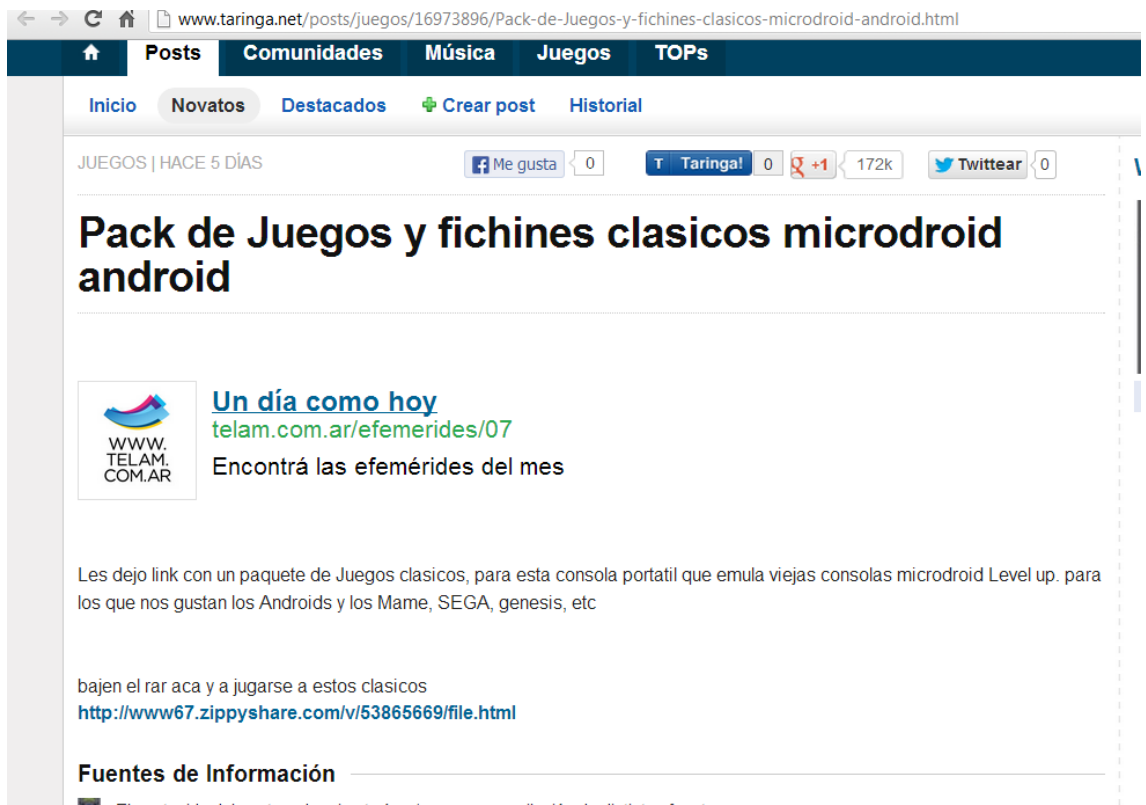 www.taringa.net/posts/juegos/16973896/Pack-de-Juegos-y-fichines-clasicos-microdroid-android.html
Posts Comunidades Música Juegos TOPs
Inicio Novatos Destacados Crear post Historial
JUEGOS | HACE 5 DÍAS Me gusta 0 T Taringa! 0 +1 172k Twittear 0
Pack de Juegos y fichines clasicos microdroid
android
Un día como hoy
telam.com.ar/efemerides/07
Encontrá las efemérides del mes
WWW.
TELAM.
COM.AR
Les dejo link con un paquete de Juegos clasicos, para esta consola portatil que emula viejas consolas microdroid Level up. para
los que nos gustan los Androids y los Mame, SEGA, genesis, etc
bajen el rar aca y a jugarse a estos clasicos
http://www67.zippyshare.com/v/53865669/file.html
Fuentes de Información